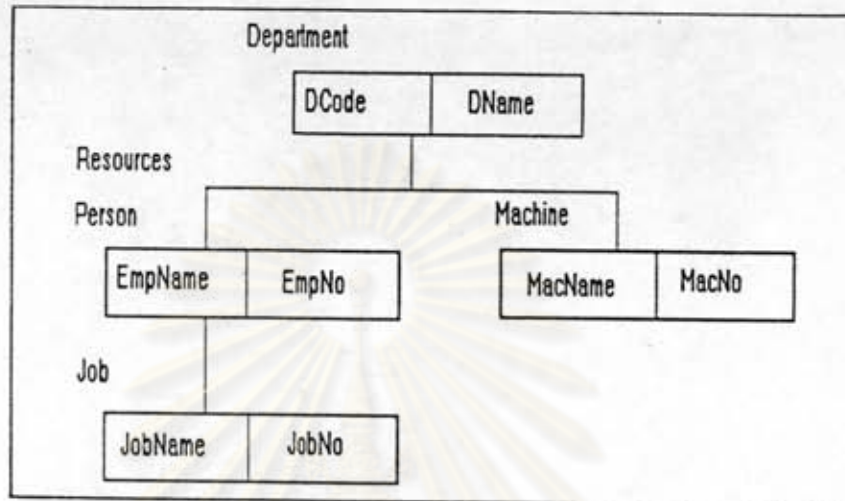 Department
DCode DName
Resources
Person Machine
EmpName EmpNo MacName MacNo
Job
JobName JobNo